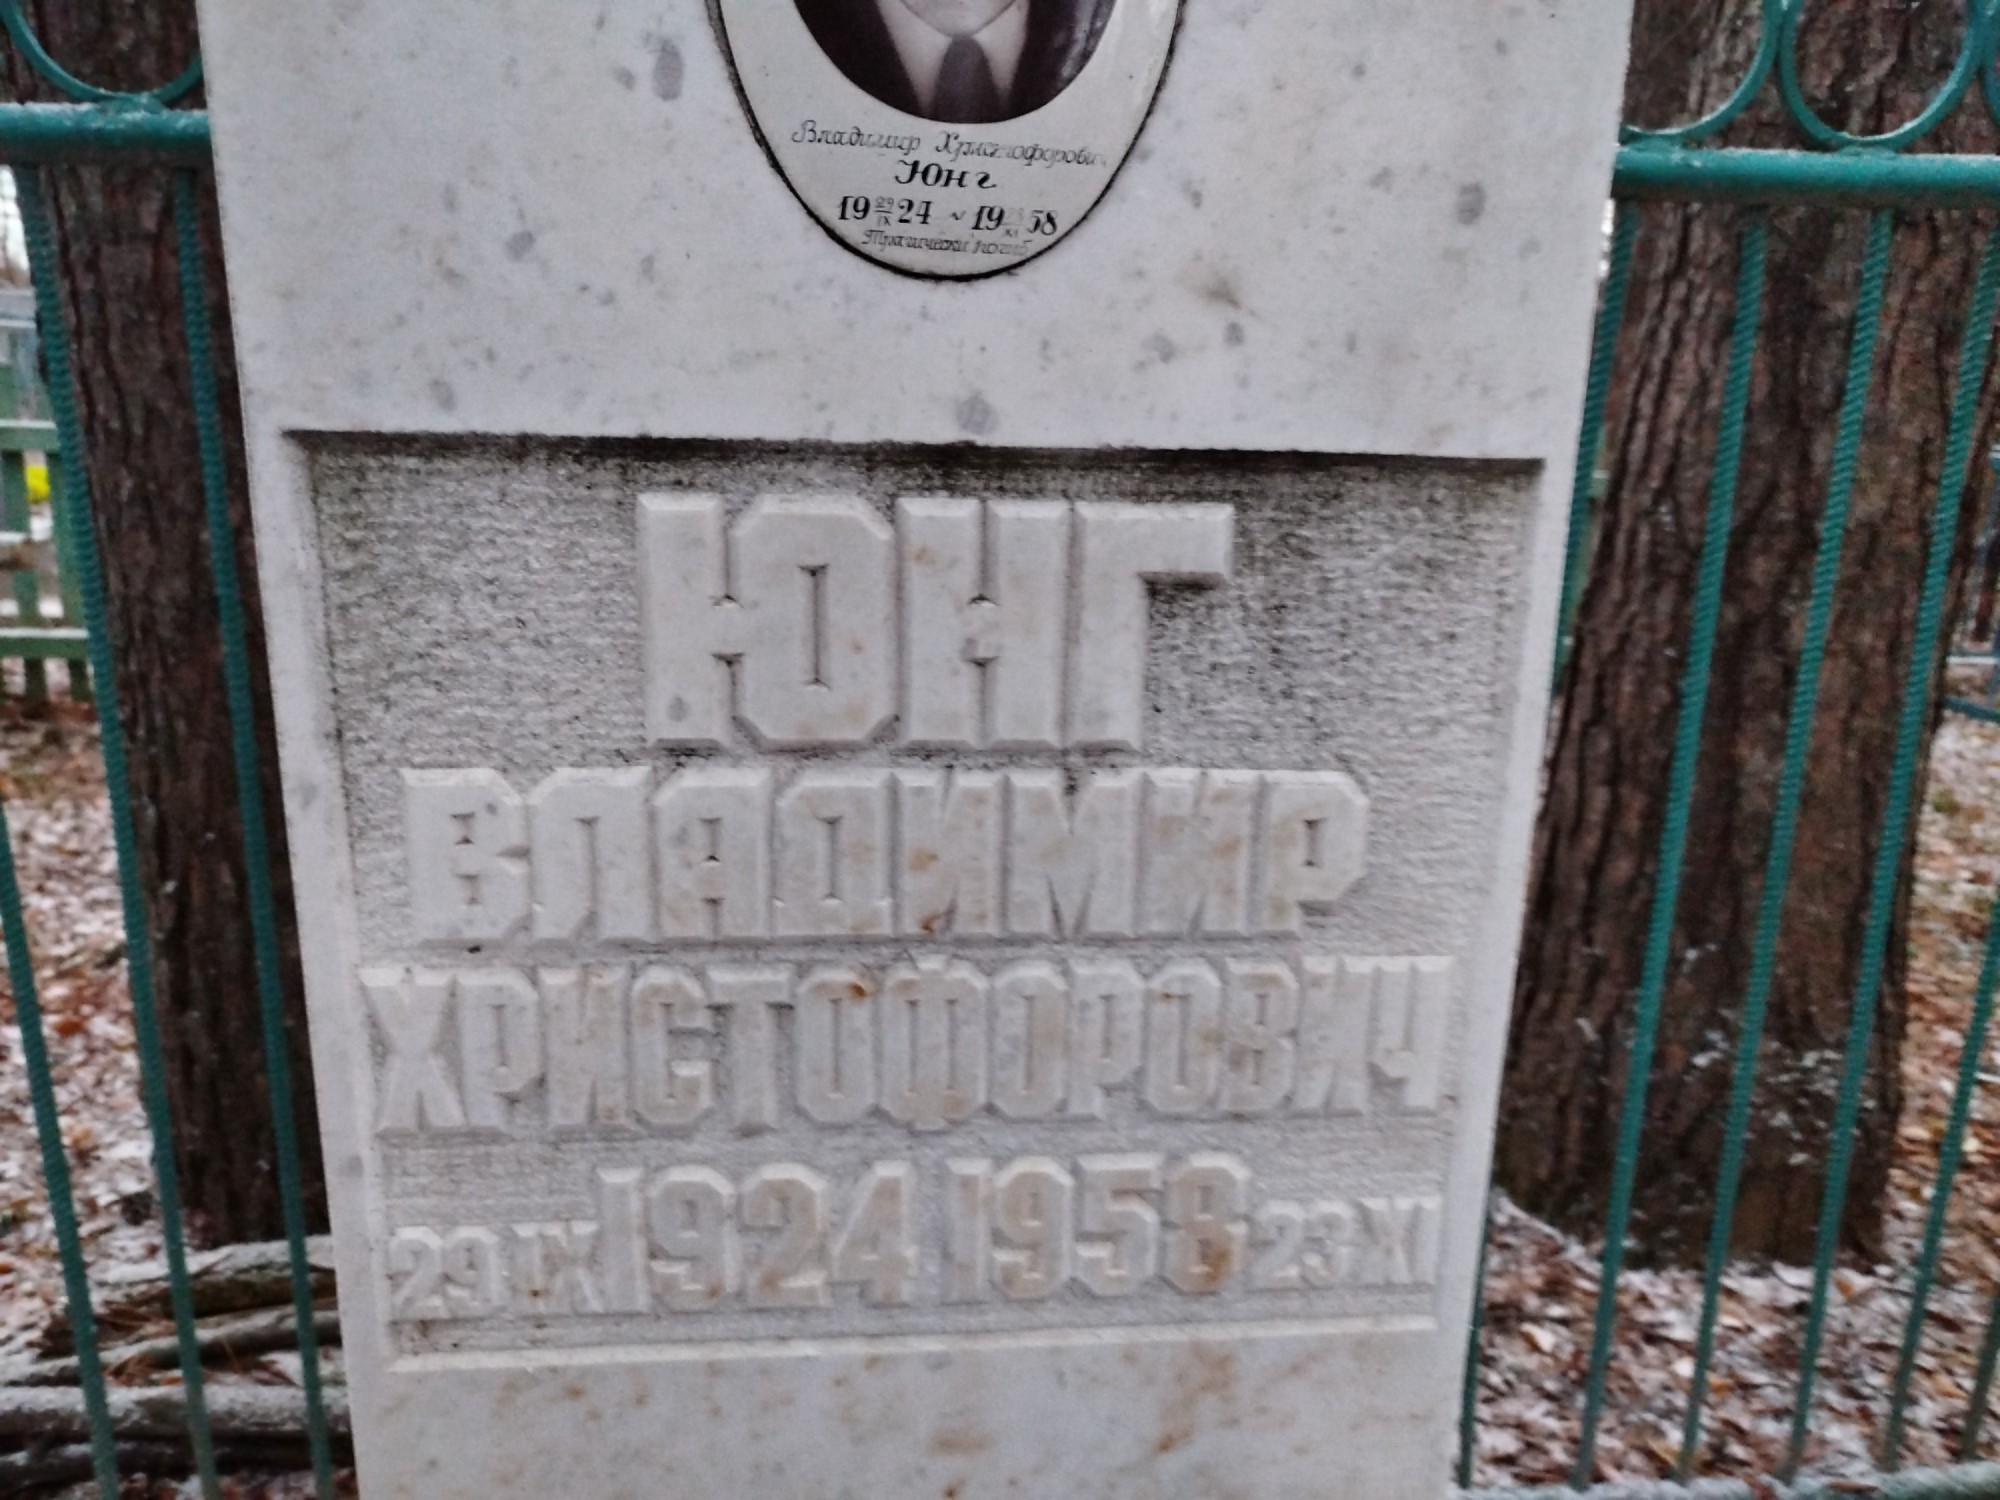 Владимир Христофорович
Юнг
19 29 IX 24 ~ 19 23 XI 58
Трагически погиб
ЮНГ
ВЛАДИМИР
ХРИСТОФОРОВИЧ
29 IX 1924 1958 23 XI